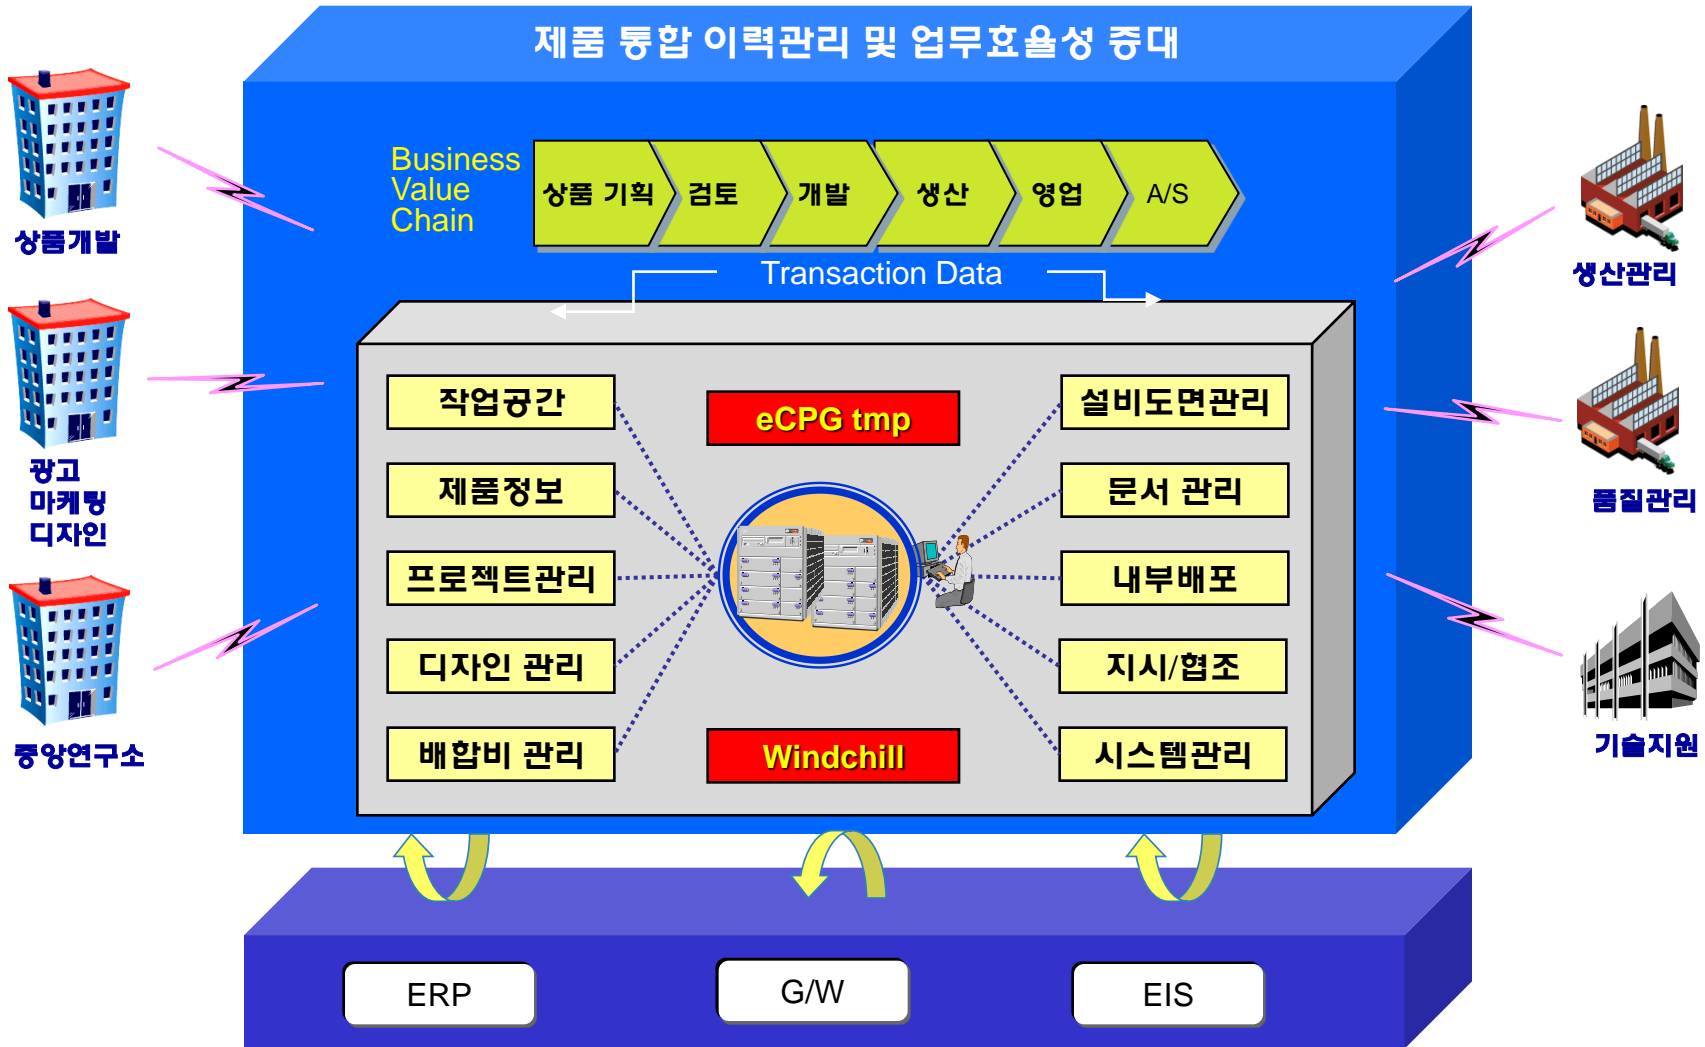 제품 통합 이력관리 및 업무효율성 증대
Business
Value
Chain
상품 기획
검토
개발
생산
영업
A/S
Transaction Data
상품개발
광고
마케팅
디자인
중앙연구소
작업공간
제품정보
프로젝트관리
디자인 관리
배합비 관리
eCPG tmp
Windchill
설비도면관리
문서 관리
내부배포
지시/협조
시스템관리
생산관리
품질관리
기술지원
ERP
G/W
EIS